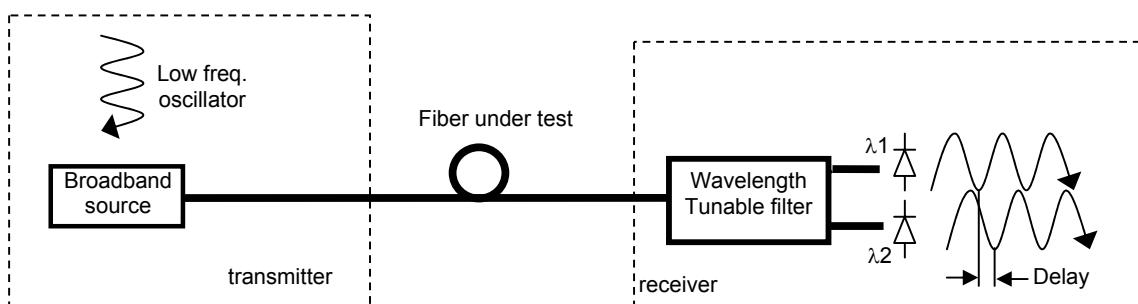 Low freq.
oscillator
Fiber under test
Broadband
source
Wavelength
Tunable filter
λ1
λ2
transmitter
receiver
Delay